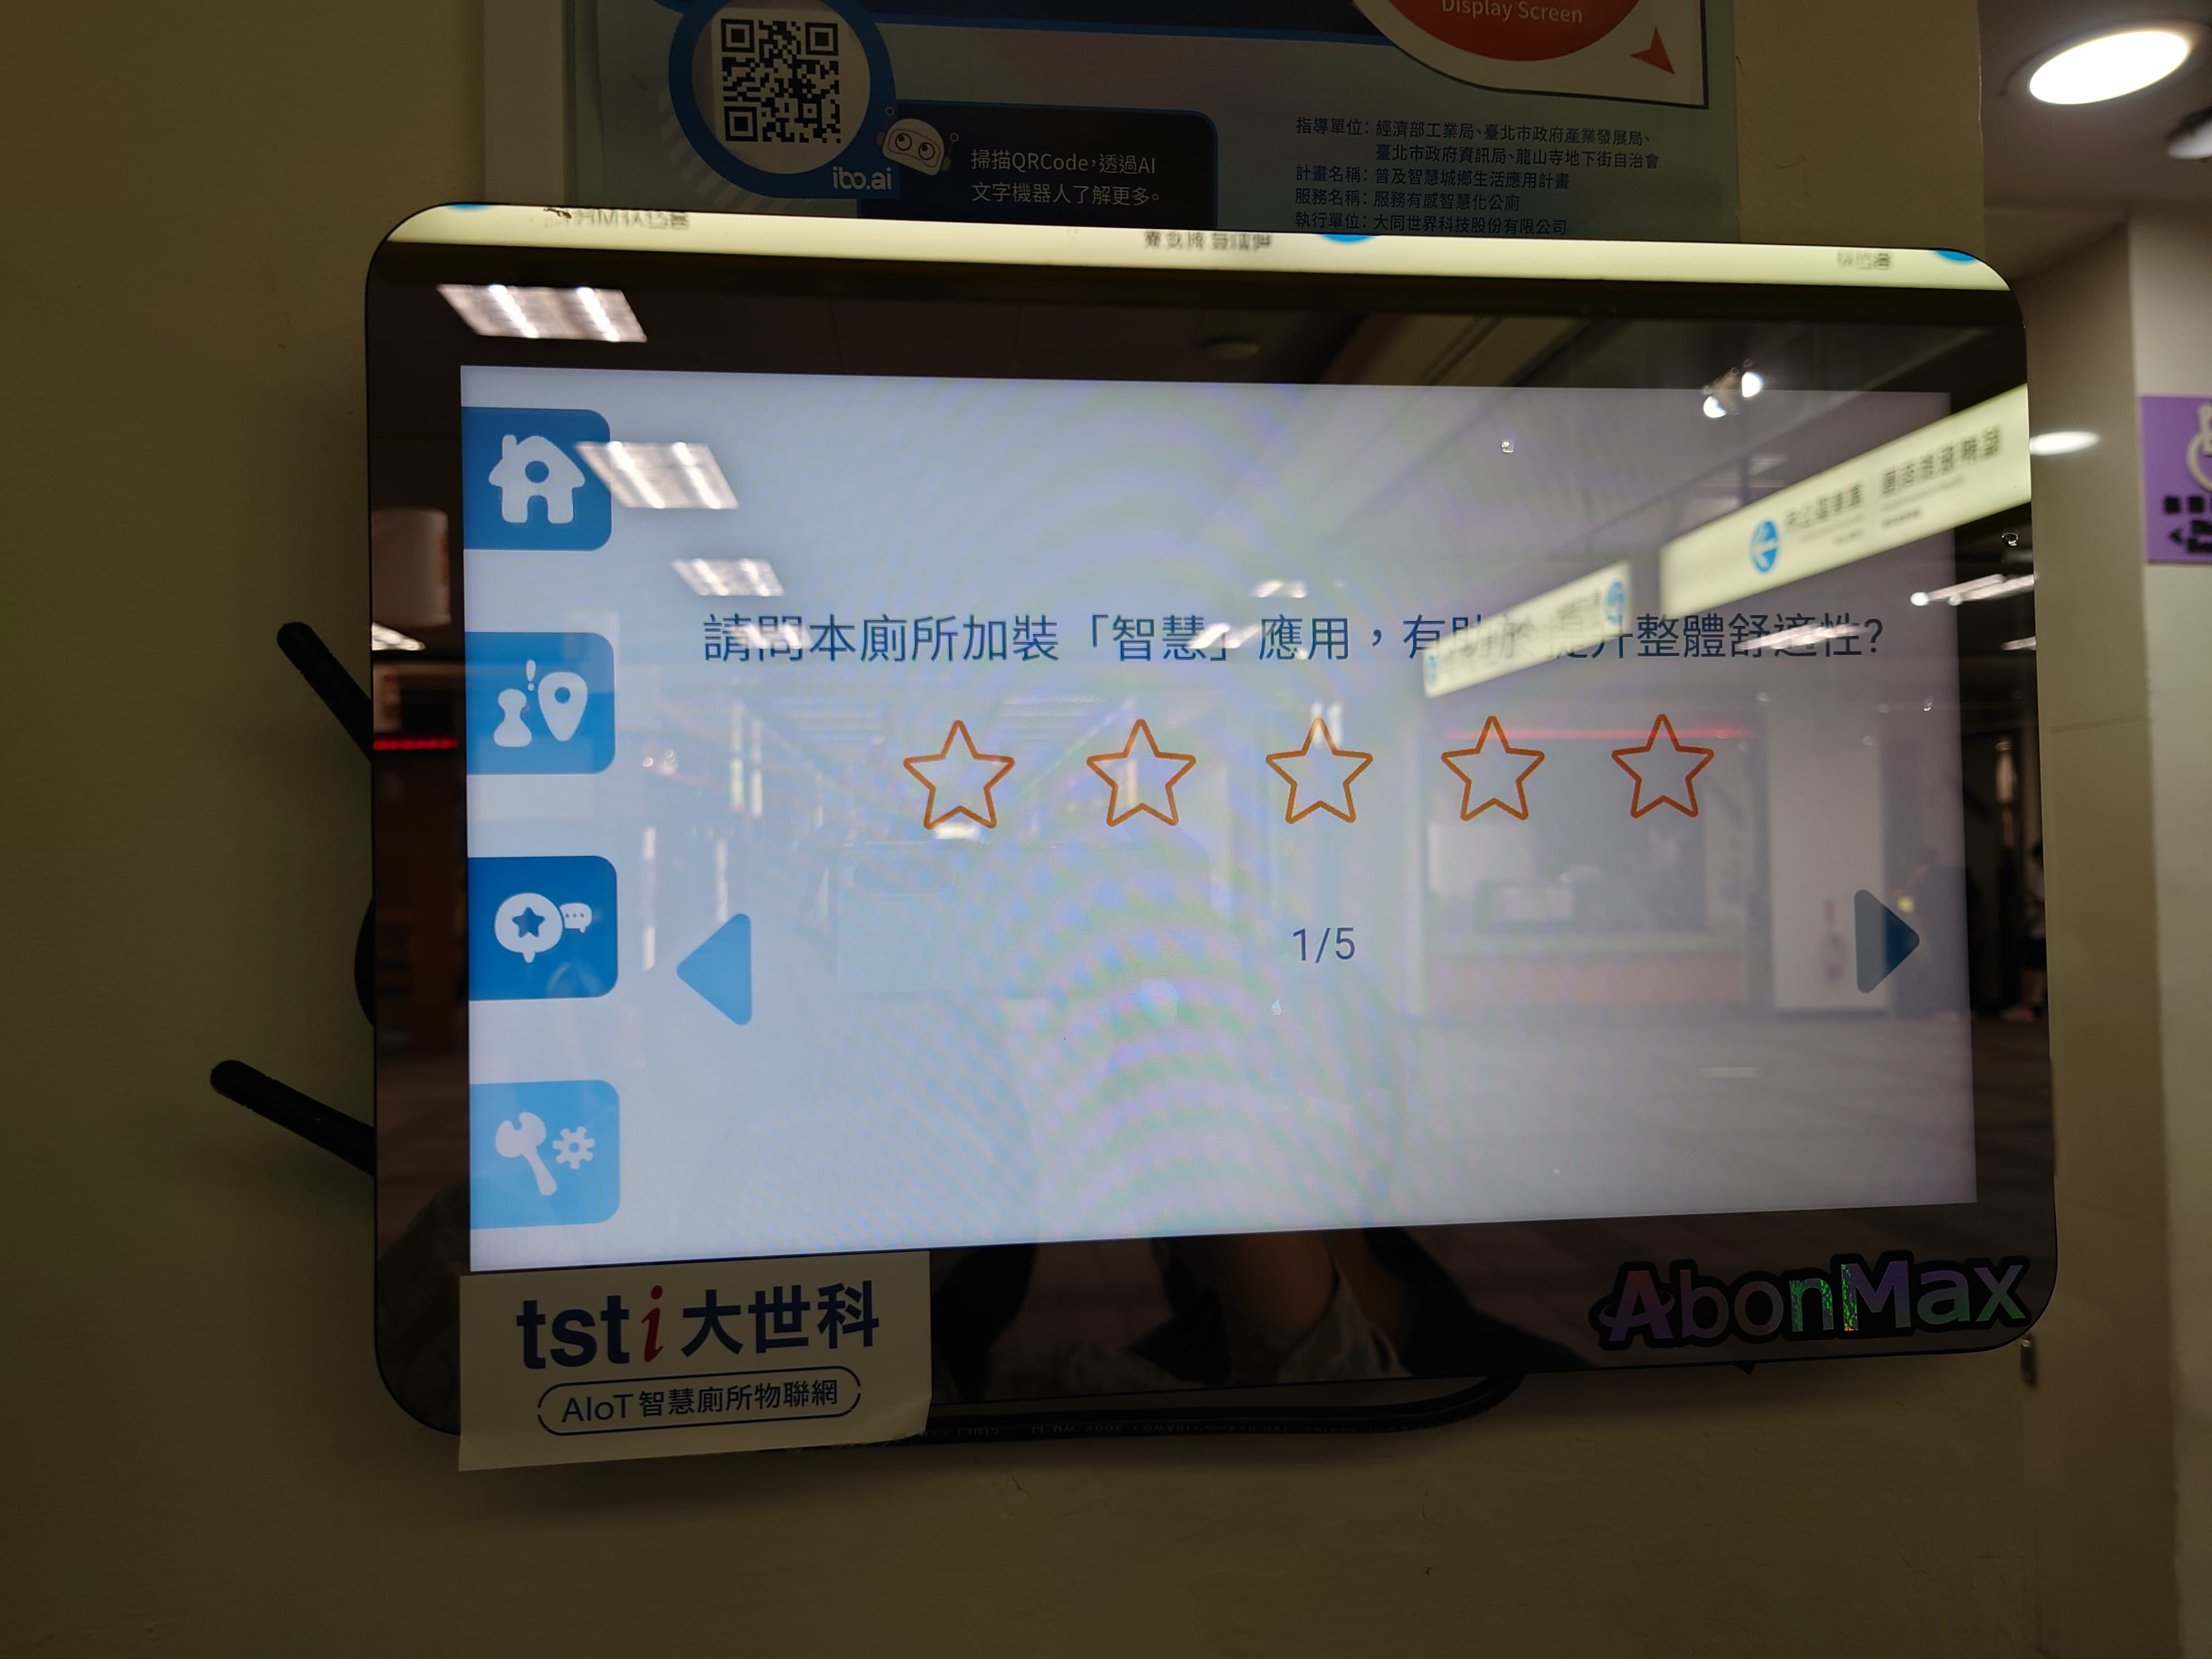 Display Screen
ibo.ai
掃描QRCode,透過AI
文字機器人了解更多。
指導單位：經濟部工業局、臺北市政府產業發展局、
臺北市政府資訊局、龍山寺地下街自治會
計畫名稱：普及智慧城鄉生活應用計畫
服務名稱：服務有感智慧化公廁
執行單位：大同世界科技股份有限公司
請問本廁所加裝「智慧」應用，有助於 提升整體舒適性?
1/5
tsti大世科
AIoT智慧廁所物聯網
AbonMax